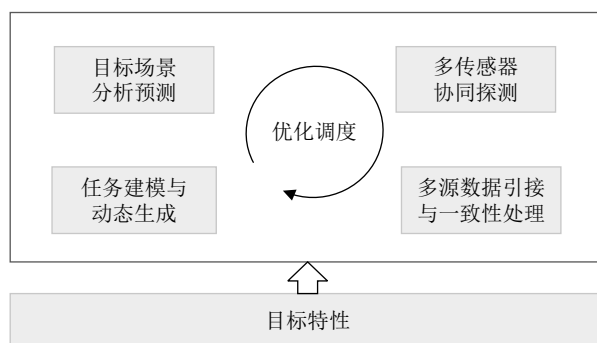 目标场景
分析预测
多传感器
协同探测
优化调度
任务建模与
动态生成
多源数据引接
与一致性处理
目标特性